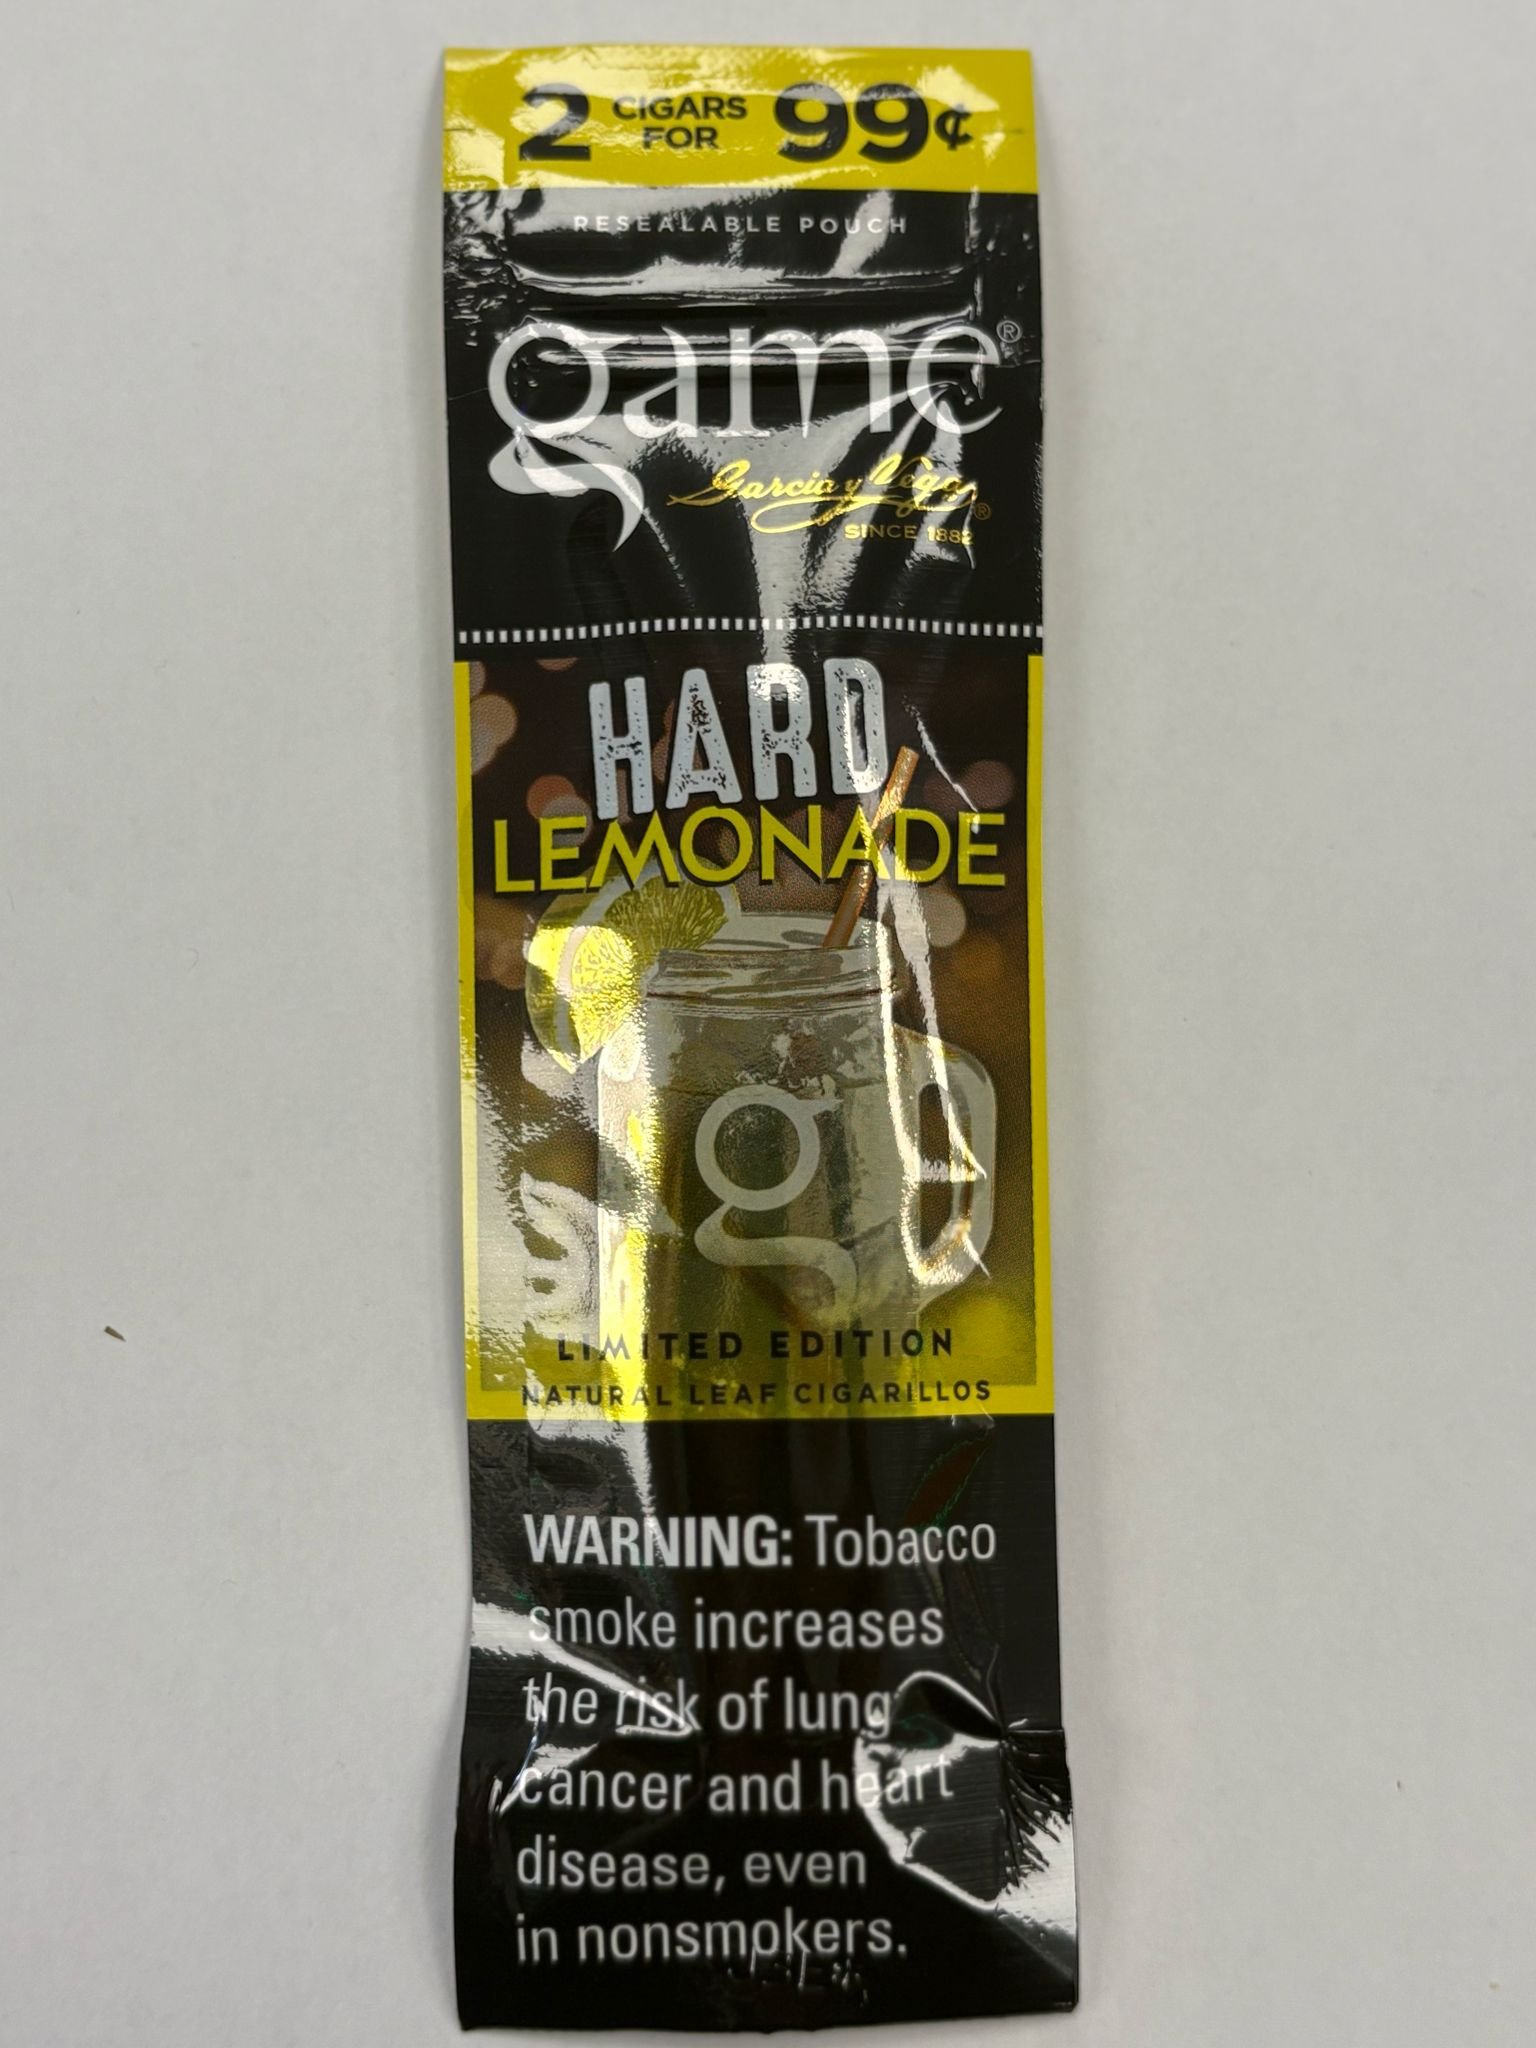 2 CIGARS FOR 99¢
RESEALABLE POUCH
game®
Garcia y Vega®
SINCE 1882
HARD
LEMONADE
g
LIMITED EDITION
NATURAL LEAF CIGARILLOS
WARNING: Tobacco
smoke increases
the risk of lung
cancer and heart
disease, even
in nonsmokers.